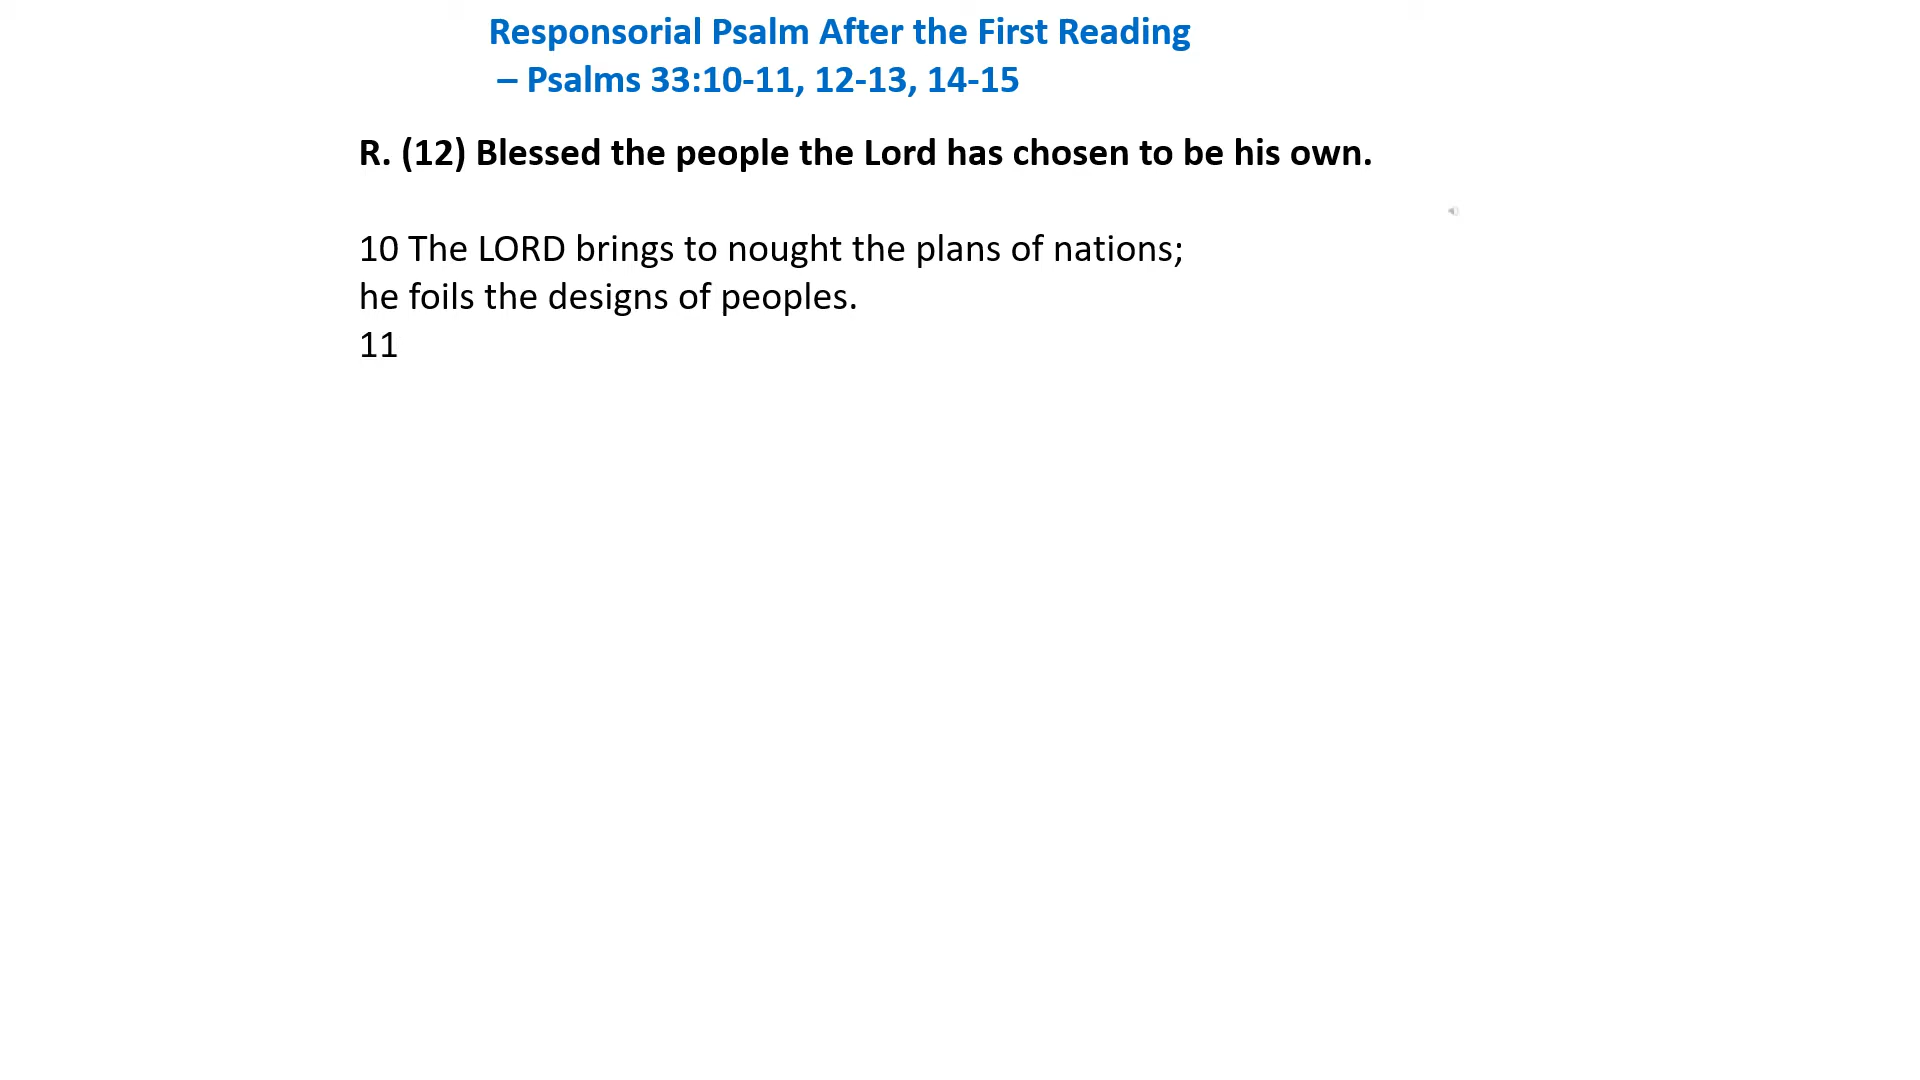 Responsorial Psalm After the First Reading
– Psalms 33:10-11, 12-13, 14-15
R. (12) Blessed the people the Lord has chosen to be his own.
10 The LORD brings to nought the plans of nations;
he foils the designs of peoples.
11